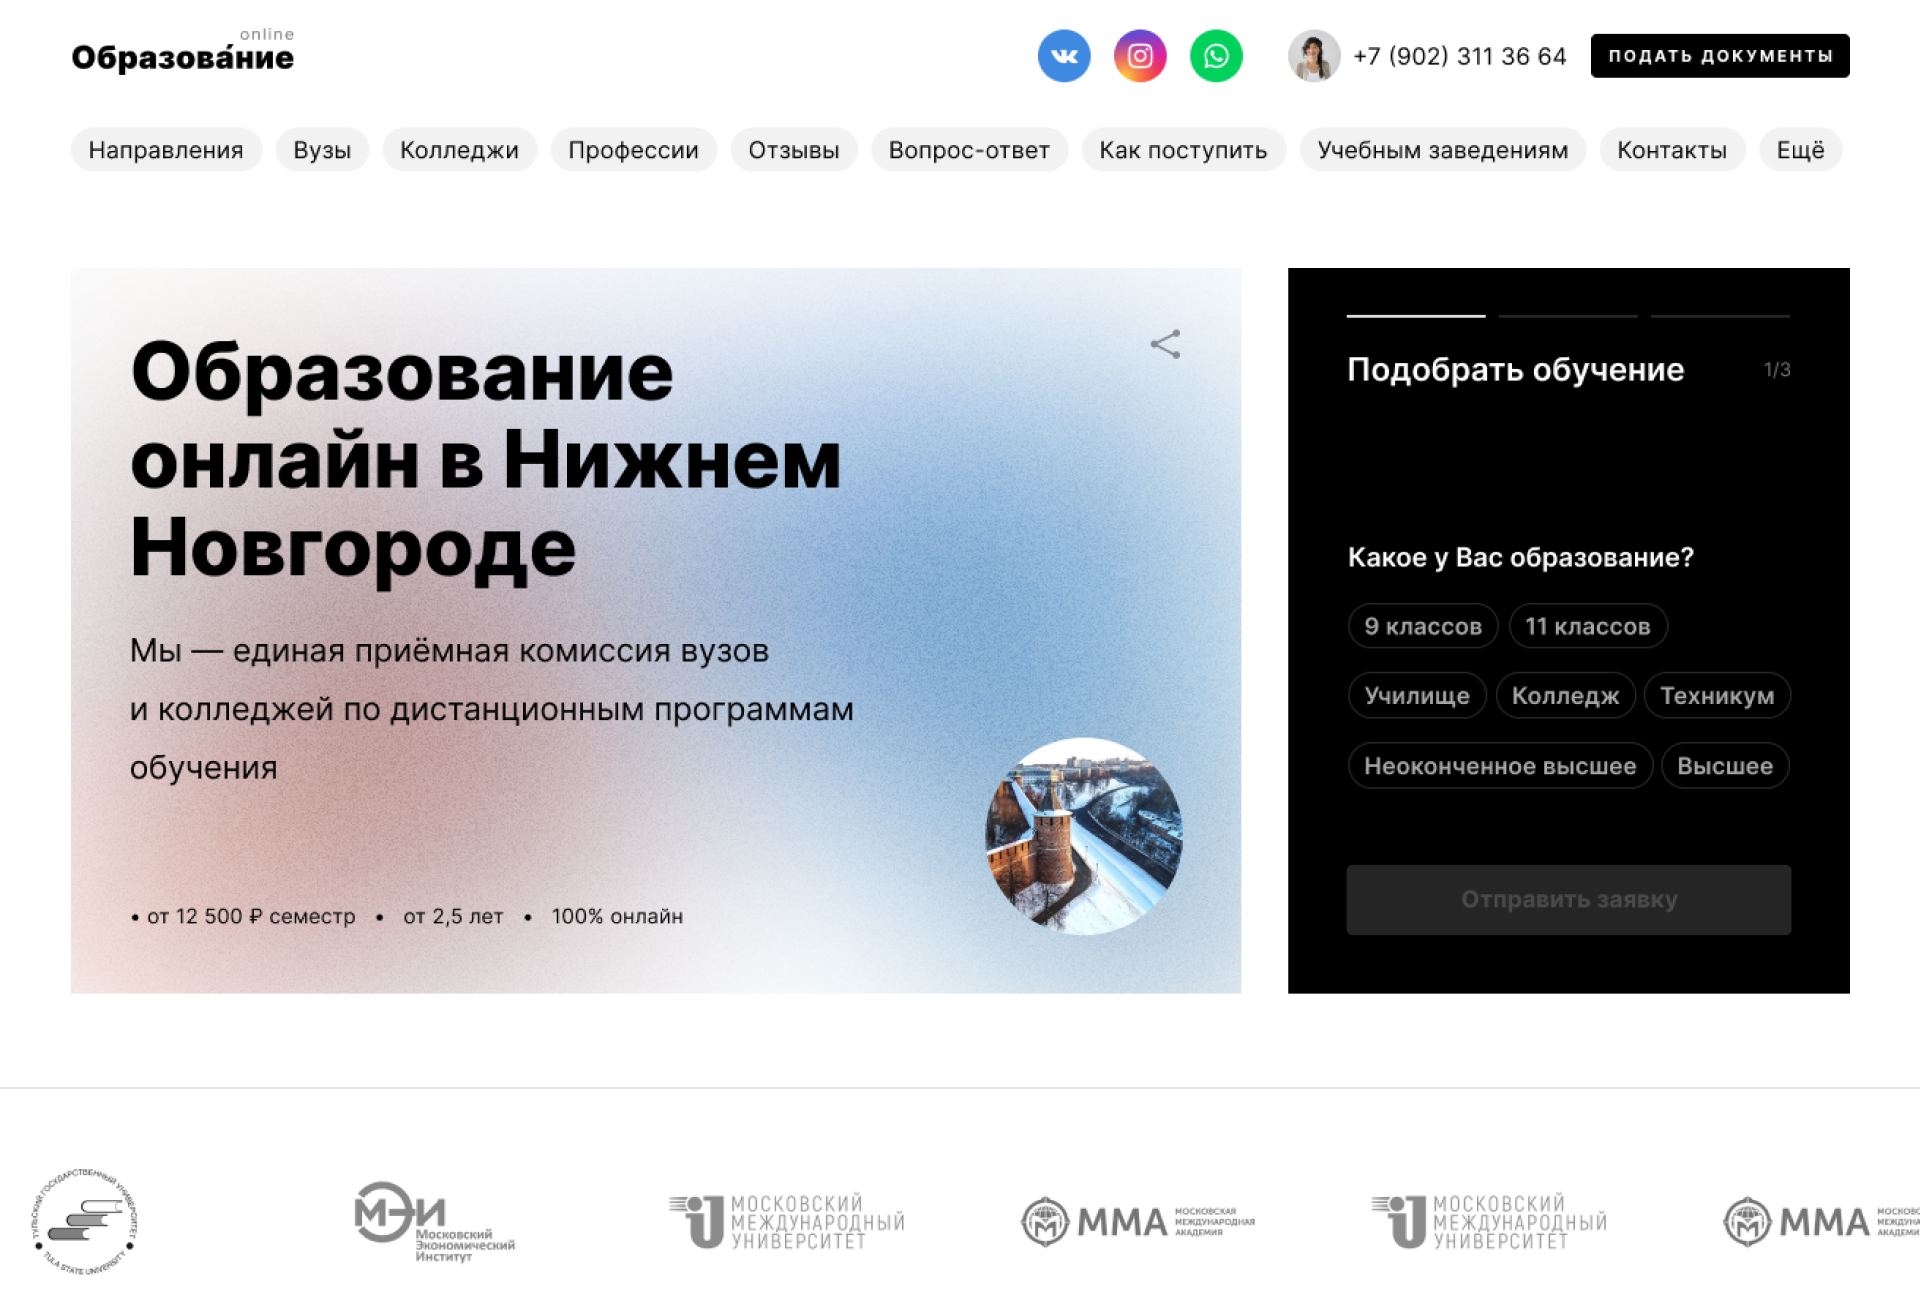 online
Образова́ние
+7 (902) 311 36 64
ПОДАТЬ ДОКУМЕНТЫ
Направления
Вузы
Колледжи
Профессии
Отзывы
Вопрос-ответ
Как поступить
Учебным заведениям
Контакты
Ещё
Образование
онлайн в Нижнем
Новгороде
Мы — единая приёмная комиссия вузов
и колледжей по дистанционным программам
обучения
• от 12 500 ₽ семестр • от 2,5 лет • 100% онлайн
Подобрать обучение
1/3
Какое у Вас образование?
9 классов
11 классов
Училище
Колледж
Техникум
Неоконченное высшее
Высшее
Отправить заявку
ТУЛЬСКИЙ ГОСУДАРСТВЕННЫЙ УНИВЕРСИТЕТ
TULA STATE UNIVERSITY
МЭИ
Московский
Экономический
Институт
МОСКОВСКИЙ
МЕЖДУНАРОДНЫЙ
УНИВЕРСИТЕТ
ММА
МОСКОВСКАЯ
МЕЖДУНАРОДНАЯ
АКАДЕМИЯ
МОСКОВСКИЙ
МЕЖДУНАРОДНЫЙ
УНИВЕРСИТЕТ
ММА